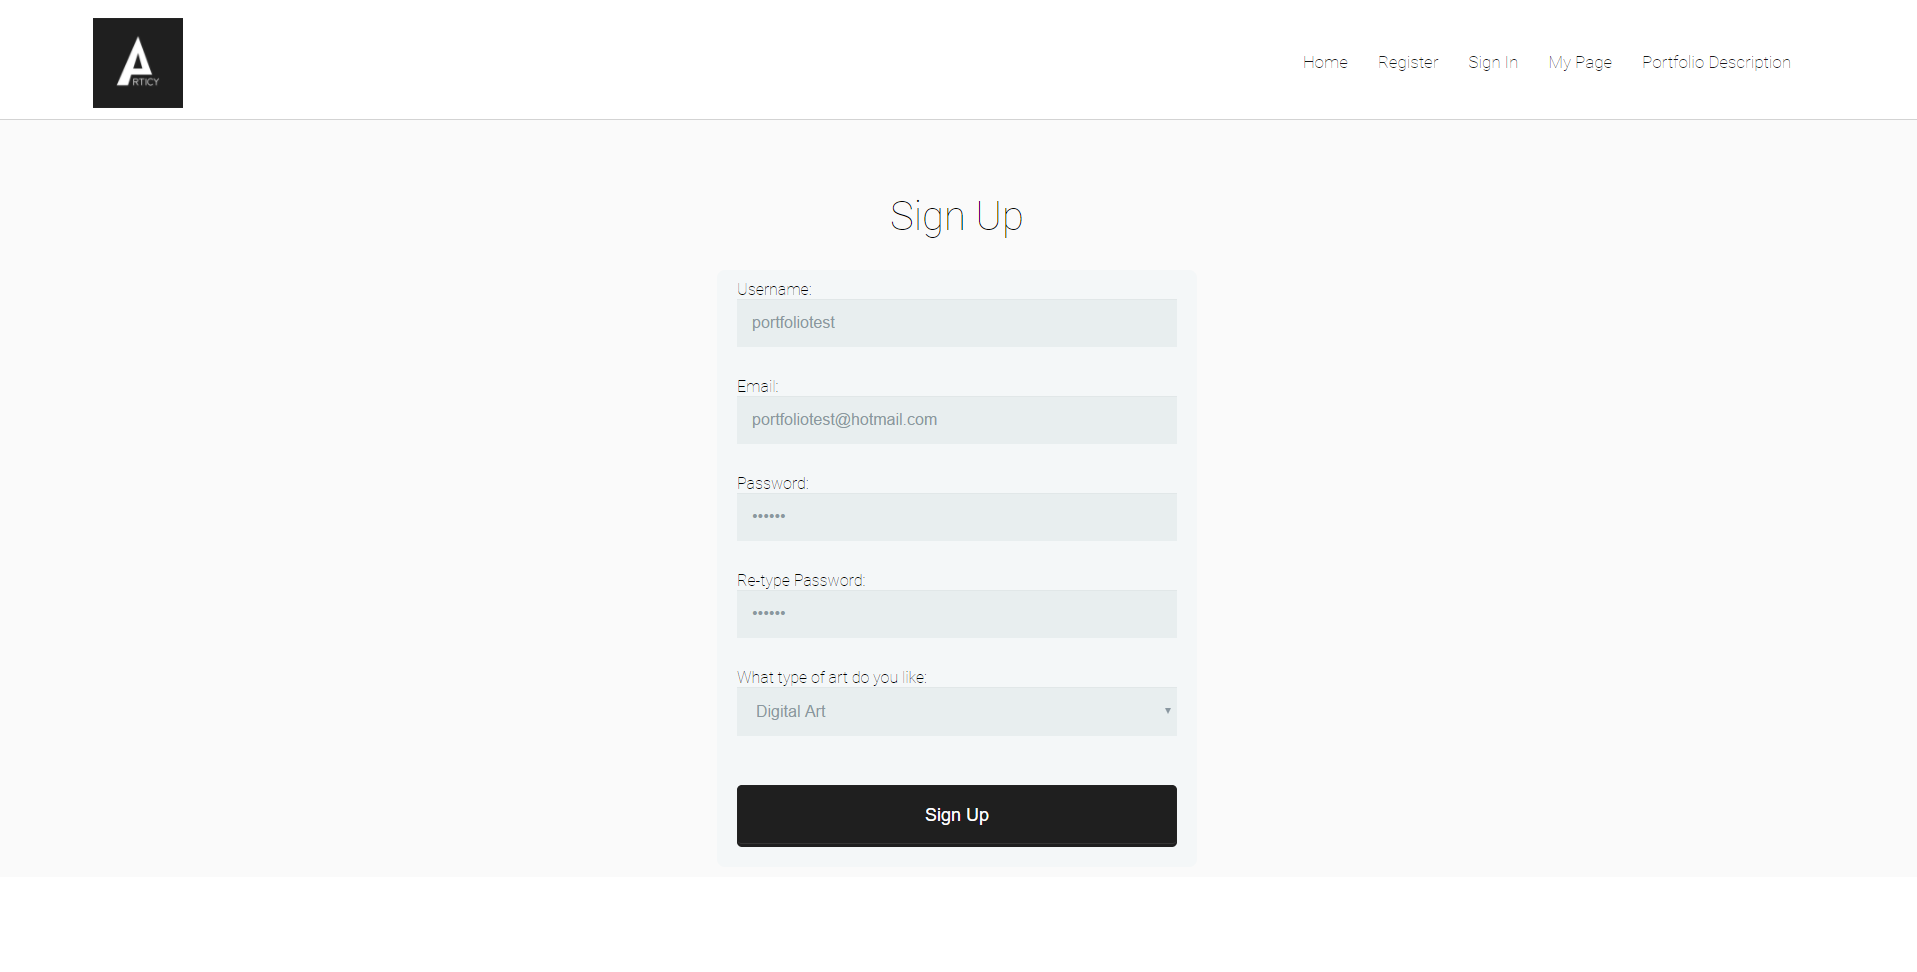 A
RTICY
Home Register Sign In My Page Portfolio Description
Sign Up
Username:
portfoliotest
Email:
portfoliotest@hotmail.com
Password:
••••••
Re-type Password:
••••••
What type of art do you like:
Digital Art
Sign Up